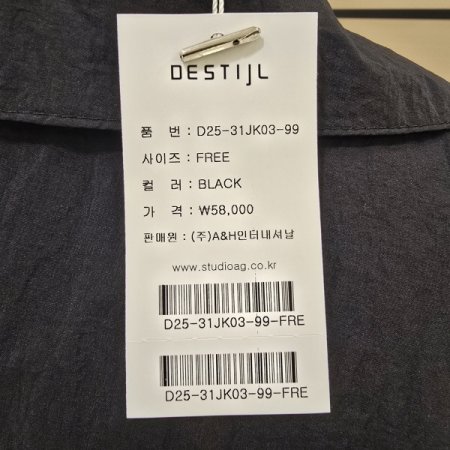 DESTIJL
품 번 : D25-31JK03-99
사이즈 : FREE
컬 러 : BLACK
가 격 : ₩58,000
판매원 : (주)A&H인터내셔날
www.studioag.co.kr
D25-31JK03-99-FRE
D25-31JK03-99-FRE